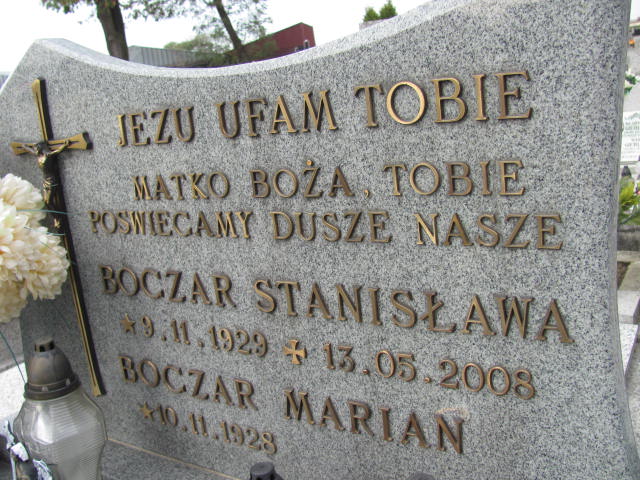 JEZU UFAM TOBIE
MATKO BOŻA, TOBIE
POŚWIĘCAMY DUSZE NASZE
BOCZAR STANISŁAWA
9.11.1929 13.05.2008
BOCZAR MARIAN
10.11.1928